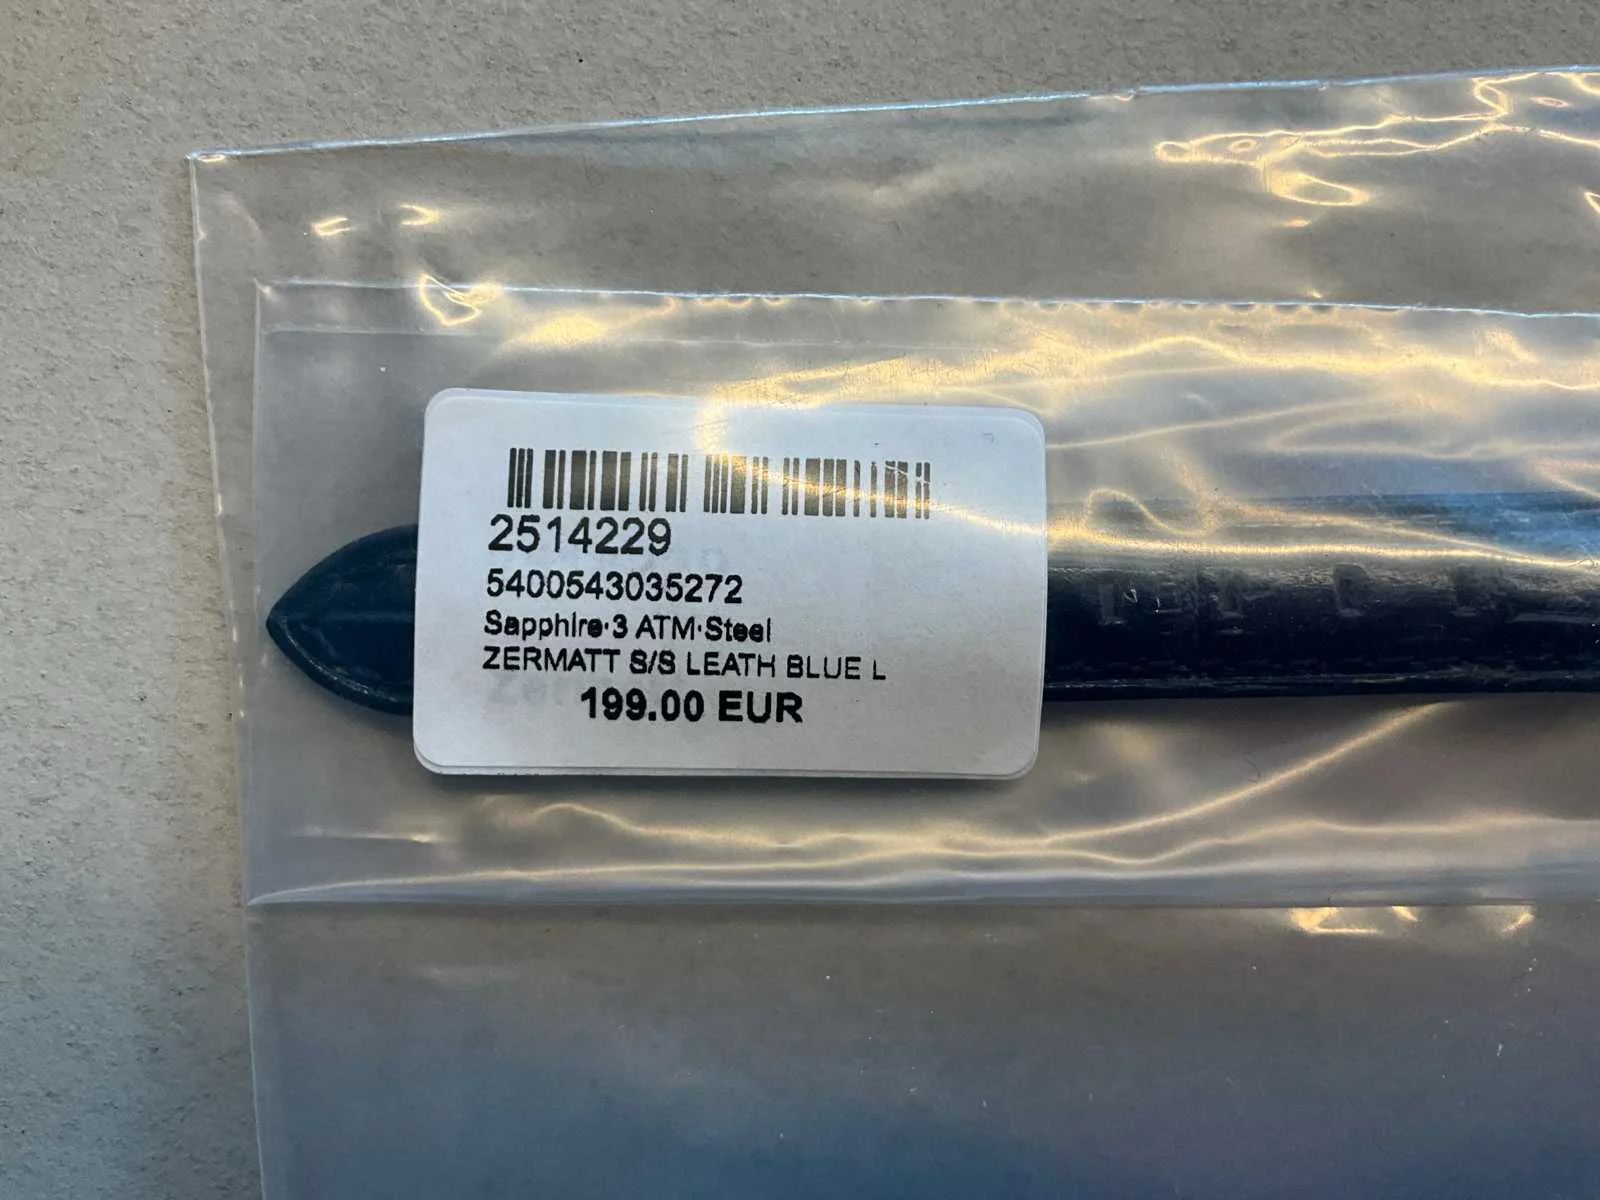 2514229
5400543035272
Sapphire·3 ATM·Steel
ZERMATT S/S LEATH BLUE L
199.00 EUR